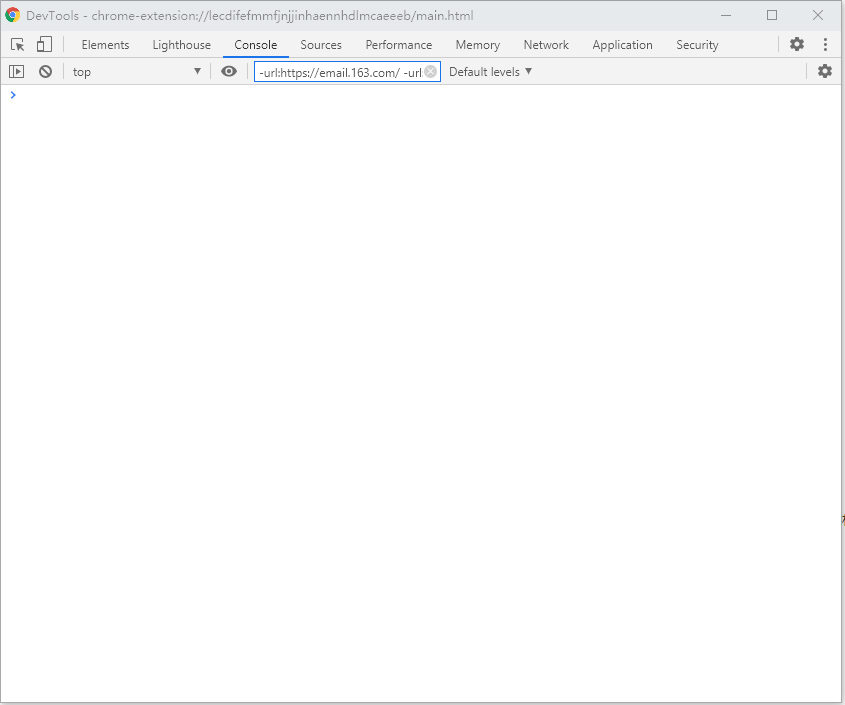 DevTools - chrome-extension://lecdifefmmfjnjjinhaennhdlmcaeeeb/main.html
Elements Lighthouse Console Sources Performance Memory Network Application Security
top -url:https://email.163.com/ -url Default levels